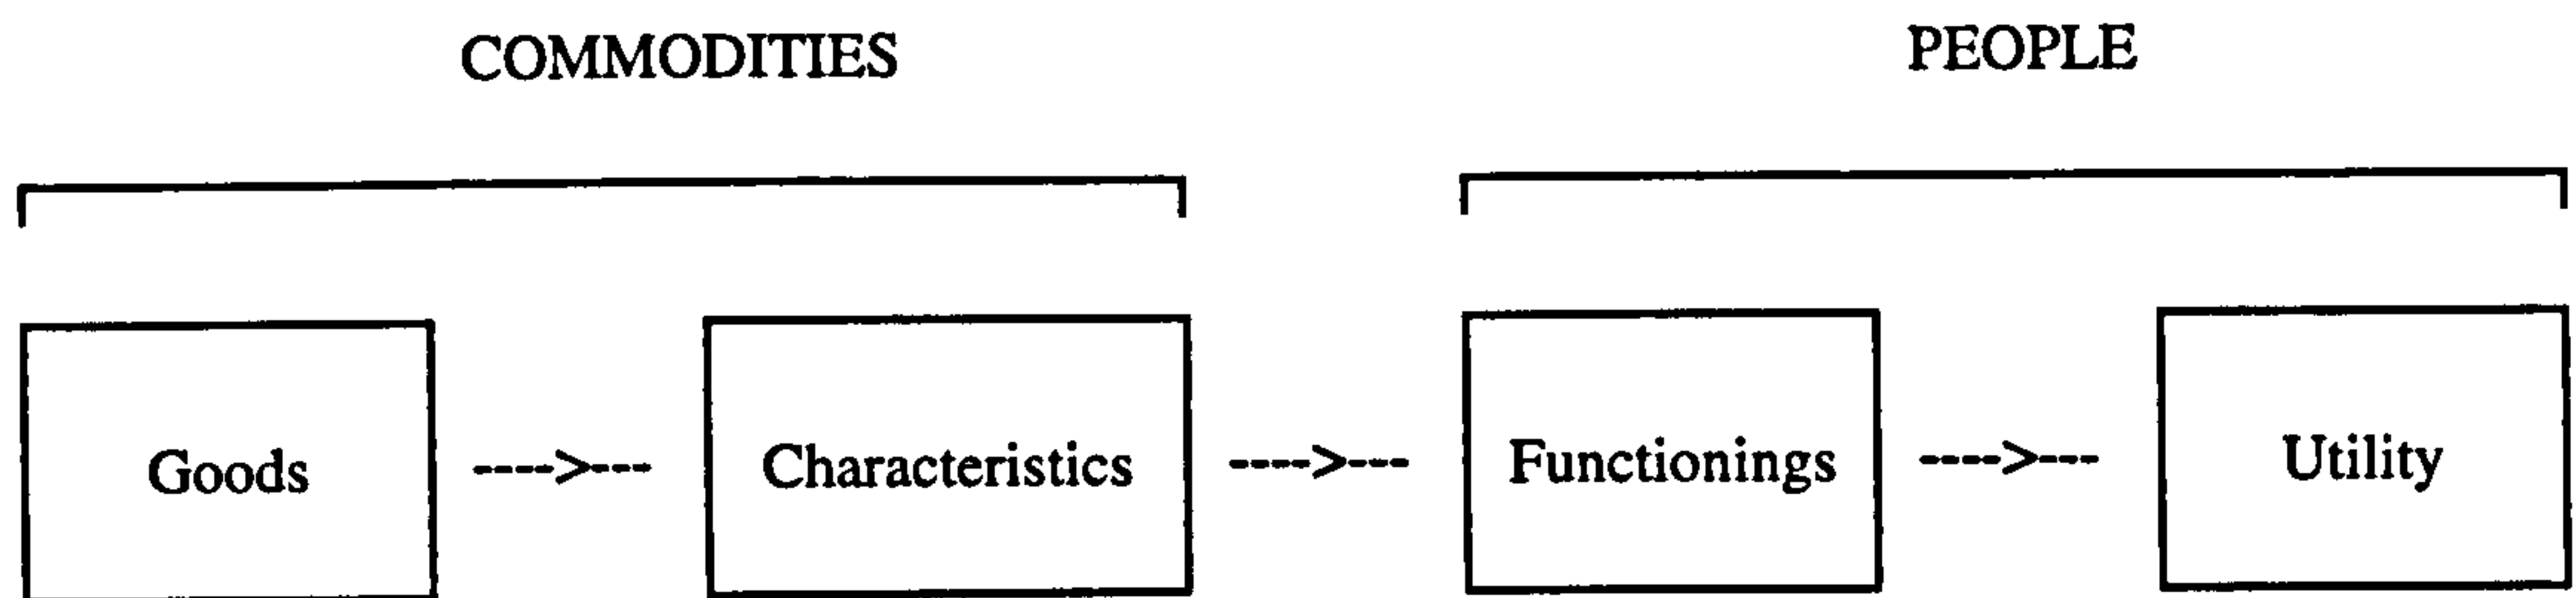 COMMODITIES PEOPLE
Goods ---->--- Characteristics ---->--- Functionings ---->--- Utility